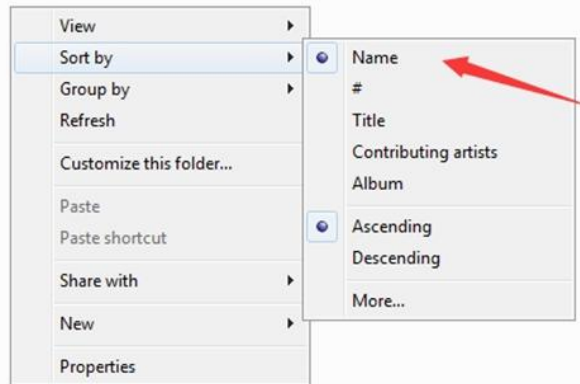 View
Sort by
Group by
Refresh
Customize this folder...
Paste
Paste shortcut
Share with
New
Properties
Name
#
Title
Contributing artists
Album
Ascending
Descending
More...